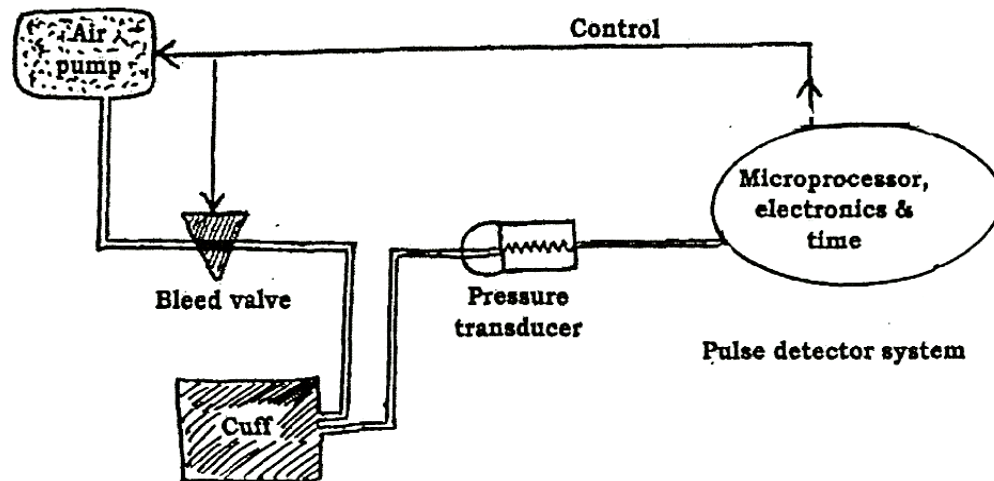 Air
pump
Control
Microprocessor,
electronics &
time
Bleed valve
Pressure
transducer
Pulse detector system
Cuff